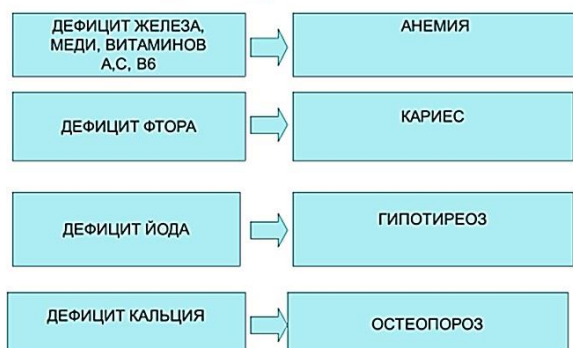 ДЕФИЦИТ ЖЕЛЕЗА,
МЕДИ, ВИТАМИНОВ
А,С, В6
АНЕМИЯ
ДЕФИЦИТ ФТОРА
КАРИЕС
ДЕФИЦИТ ЙОДА
ГИПОТИРЕОЗ
ДЕФИЦИТ КАЛЬЦИЯ
ОСТЕОПОРОЗ